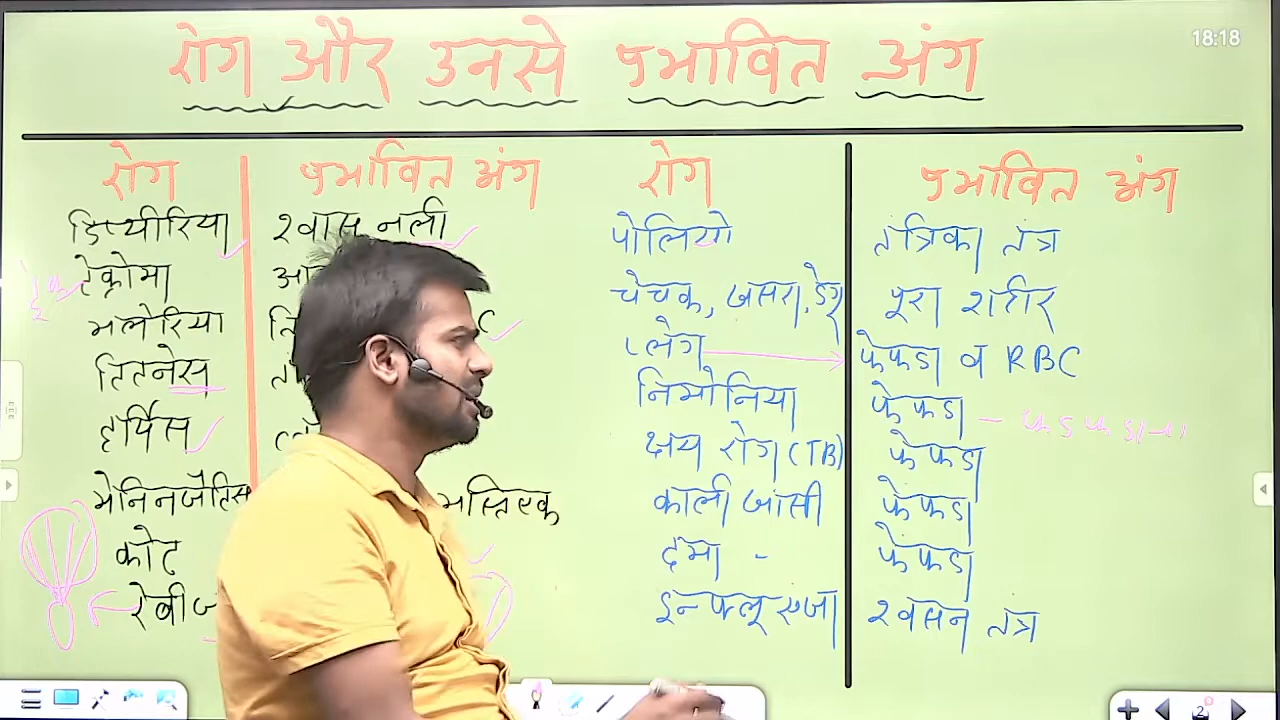 18:18
रोग और उनसे प्रभावित अंग
रोग प्रभावित अंग रोग प्रभावित अंग
डिप्थीरिया श्वास नली पोलियो तंत्रिका तंत्र
टेक्रोमा चेचक, खसरा, डेंगू पूरा शरीर
मलेरिया प्लेग फेफडा व RBC
टिटनेस निमोनिया फेफडा
हर्पिस क्षय रोग (TB) फेफडा
मेनिनजैटिस मस्तिष्क काली खांसी फेफडा
कोट दमा - फेफडा
रेबीज इन्फ्लूएंजा श्वसन तंत्र
2